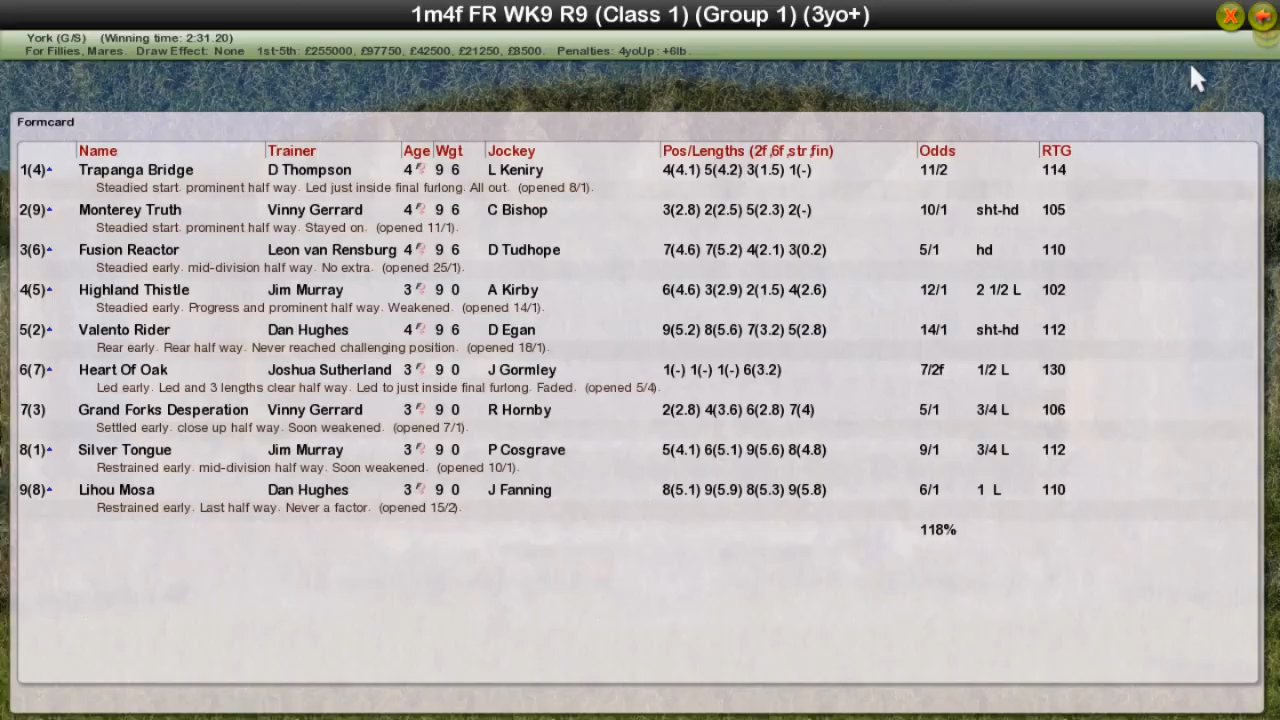 1m4f FR WK9 R9 (Class 1) (Group 1) (3yo+)
York (G/S) (Winning time: 2:31.20)
For Fillies, Mares. Draw Effect: None 1st-5th: £255000, £97750, £42500, £21250, £8500. Penalties: 4yoUp: +6lb.
Formcard
Name Trainer Age Wgt Jockey Pos/Lengths (2f,6f,str,fin) Odds RTG
1(4) Trapanga Bridge D Thompson 4 9 6 L Keniry 4(4.1) 5(4.2) 3(1.5) 1(-) 11/2 114
Steadied start. prominent half way. Led just inside final furlong. All out. (opened 8/1).
2(9) Monterey Truth Vinny Gerrard 4 9 6 C Bishop 3(2.8) 2(2.5) 5(2.3) 2(-) 10/1 sht-hd 105
Steadied start. prominent half way. Stayed on. (opened 11/1).
3(6) Fusion Reactor Leon van Rensburg 4 9 6 D Tudhope 7(4.6) 7(5.2) 4(2.1) 3(0.2) 5/1 hd 110
Steadied early. mid-division half way. No extra. (opened 25/1).
4(5) Highland Thistle Jim Murray 3 9 0 A Kirby 6(4.6) 3(2.9) 2(1.5) 4(2.6) 12/1 2 1/2 L 102
Steadied early. Progress and prominent half way. Weakened. (opened 14/1).
5(2) Valento Rider Dan Hughes 4 9 6 D Egan 9(5.2) 8(5.6) 7(3.2) 5(2.8) 14/1 sht-hd 112
Rear early. Rear half way. Never reached challenging position. (opened 18/1).
6(7) Heart Of Oak Joshua Sutherland 3 9 0 J Gormley 1(-) 1(-) 1(-) 6(3.2) 7/2f 1/2 L 130
Led early. Led and 3 lengths clear half way. Led to just inside final furlong. Faded. (opened 5/4).
7(3) Grand Forks Desperation Vinny Gerrard 3 9 0 R Hornby 2(2.8) 4(3.6) 6(2.8) 7(4) 5/1 3/4 L 106
Settled early. close up half way. Soon weakened. (opened 7/1).
8(1) Silver Tongue Jim Murray 3 9 0 P Cosgrave 5(4.1) 6(5.1) 9(5.6) 8(4.8) 9/1 3/4 L 112
Restrained early. mid-division half way. Soon weakened. (opened 10/1).
9(8) Lihou Mosa Dan Hughes 3 9 0 J Fanning 8(5.1) 9(5.9) 8(5.3) 9(5.8) 6/1 1 L 110
Restrained early. Last half way. Never a factor. (opened 15/2).
118%